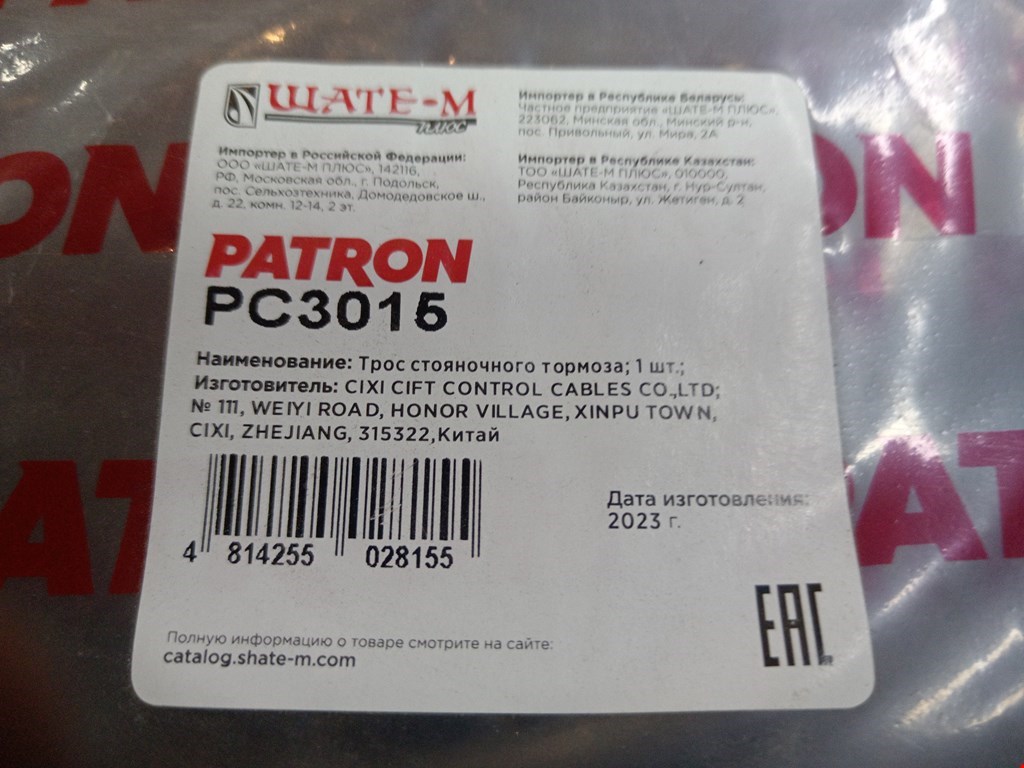 ШАТЕ-М
ПЛЮС
Импортер в Российской Федерации:
ООО «ШАТЕ-М ПЛЮС», 142116,
РФ, Московская обл., г. Подольск,
пос. Сельхозтехника, Домодедовское ш.,
д. 22, комн. 12-14, 2 эт.
Импортер в Республике Беларусь:
Частное предприятие «ШАТЕ-М ПЛЮС»,
223062, Минская обл., Минский р-н,
пос. Привольный, ул. Мира, 2А
Импортер в Республике Казахстан:
ТОО «ШАТЕ-М ПЛЮС», 010000,
Республика Казахстан, г. Нур-Султан,
район Байконыр, ул. Жетиген, д. 2
PATRON
PC3015
Наименование: Трос стояночного тормоза; 1 шт.;
Изготовитель: CIXI CIFT CONTROL CABLES CO.,LTD;
№ 111, WEIYI ROAD, HONOR VILLAGE, XINPU TOWN,
CIXI, ZHEJIANG, 315322,Китай
4 814255 028155
Дата изготовления:
2023 г.
EAC
Полную информацию о товаре смотрите на сайте:
catalog.shate-m.com